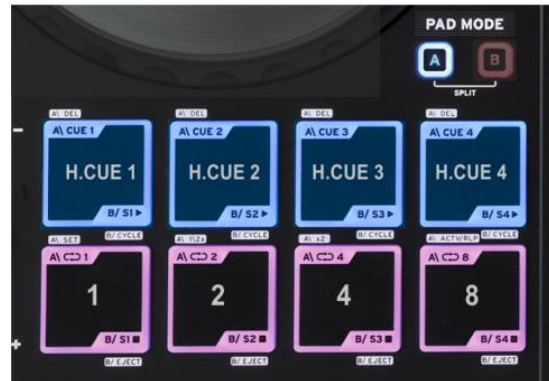 PAD MODE
A B
SPLIT
A\ DEL A\ DEL A\ DEL A\ DEL
A\ CUE 1 A\ CUE 2 A\ CUE 3 A\ CUE 4
H.CUE 1 H.CUE 2 H.CUE 3 H.CUE 4
B/ S1▶ B/ S2▶ B/ S3▶ B/ S4▶
B/ CYCLE B/ CYCLE B/ CYCLE B/ CYCLE
A\ SET A\ 1\2x A\ x2 A\ ACTV/RLP
A\ 1 A\ 2 A\ 4 A\ 8
1 2 4 8
B/ S1■ B/ S2■ B/ S3■ B/ S4■
B/ EJECT B/ EJECT B/ EJECT B/ EJECT